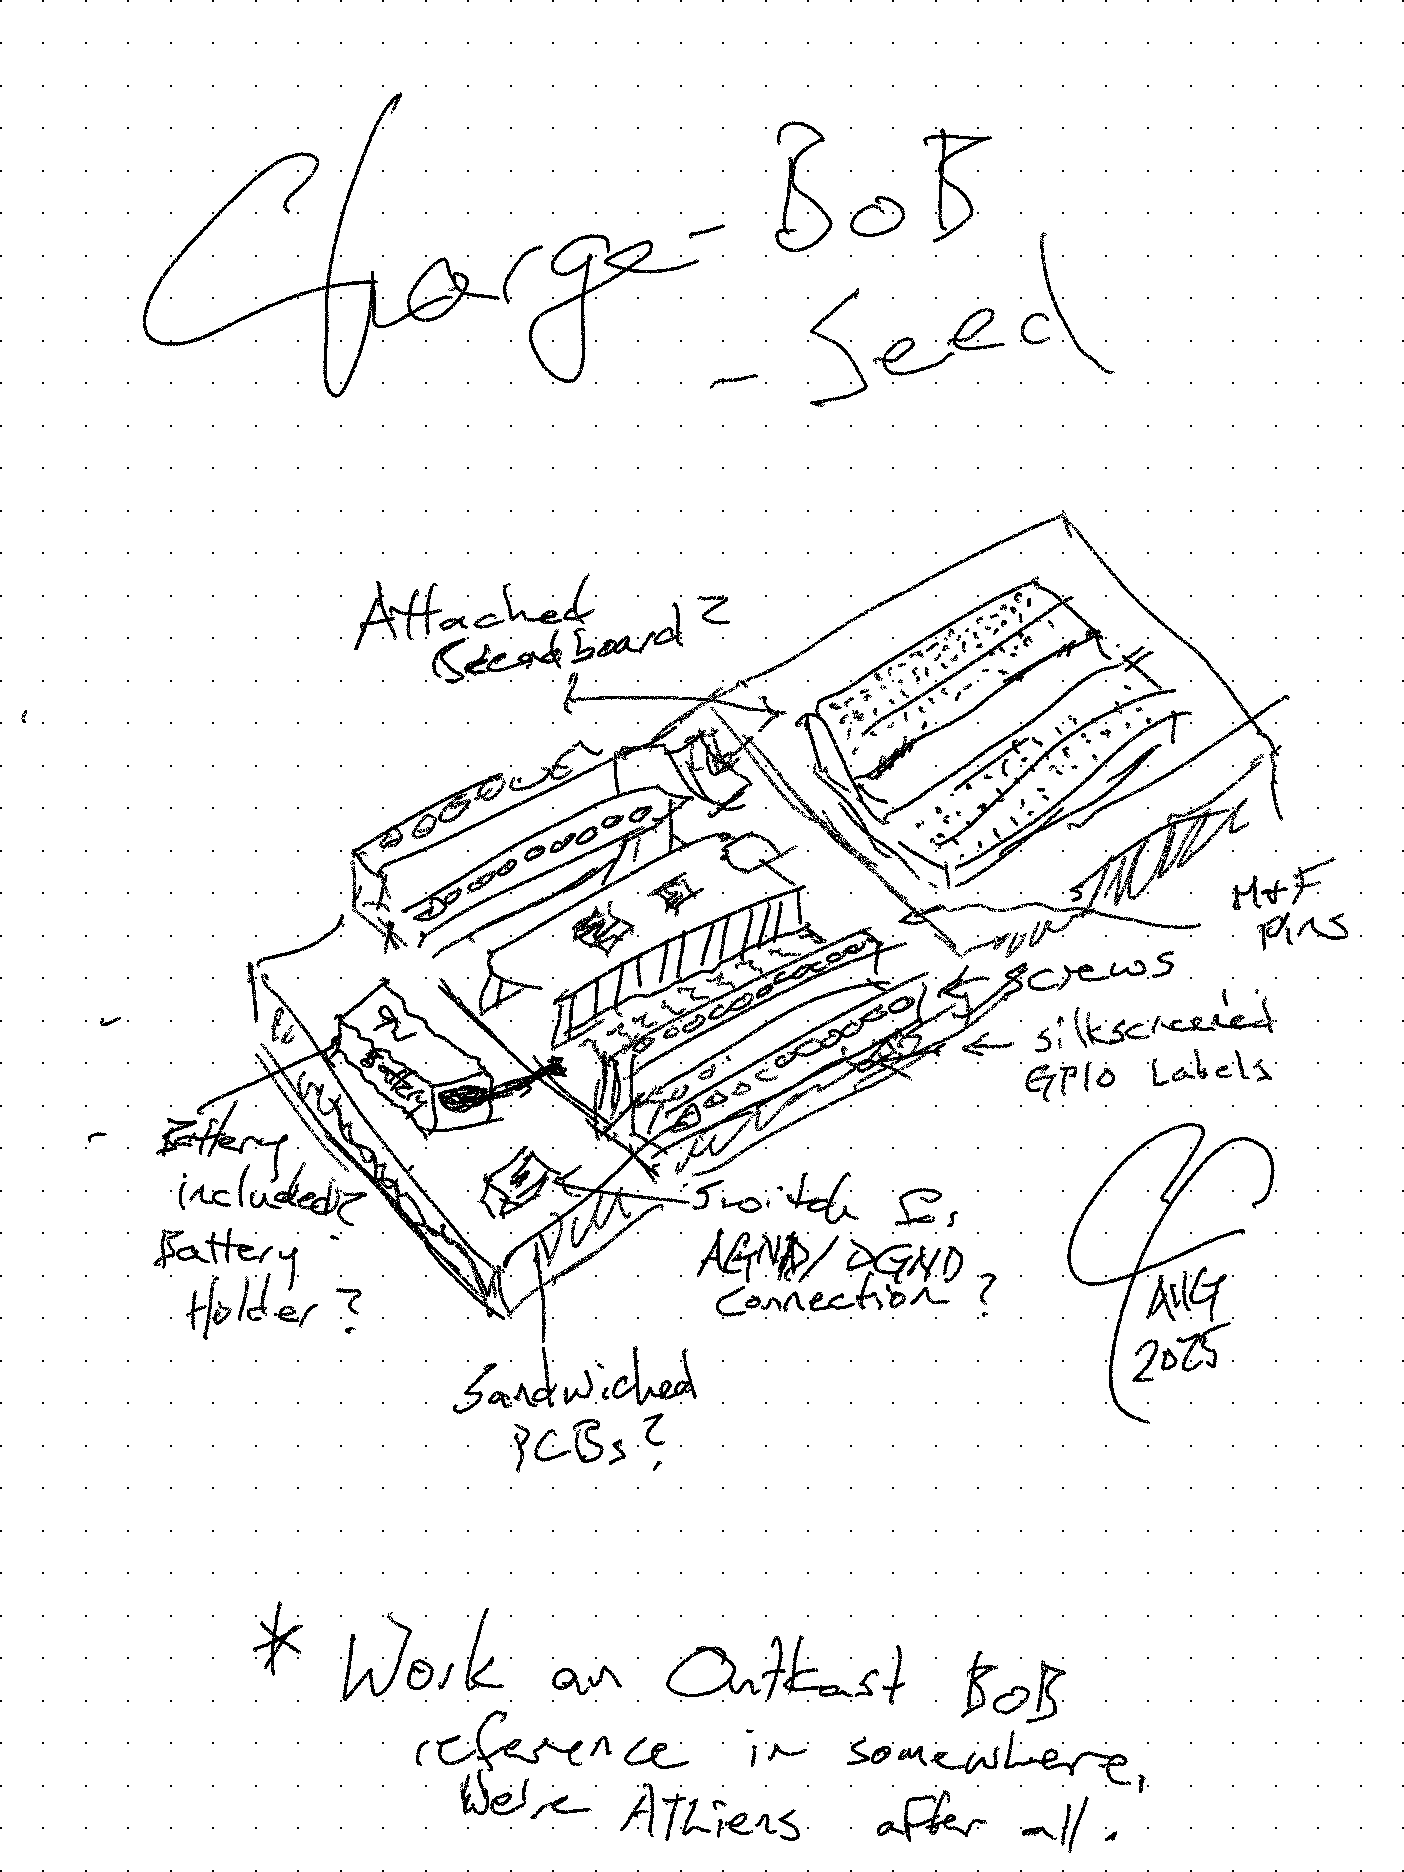 Charge-BOB
- Seed
Attached
Breadboard?
M+F
pins
screws
silkscreened
GPIO Labels
Battery
Battery
included?
Battery
Holder?
Switch for
AGND/DGND
Connection?
AUG
2025
Sandwiched
PCBs?
* Work an Outkast BOB
reference in somewhere,
We're ATLiens after all.